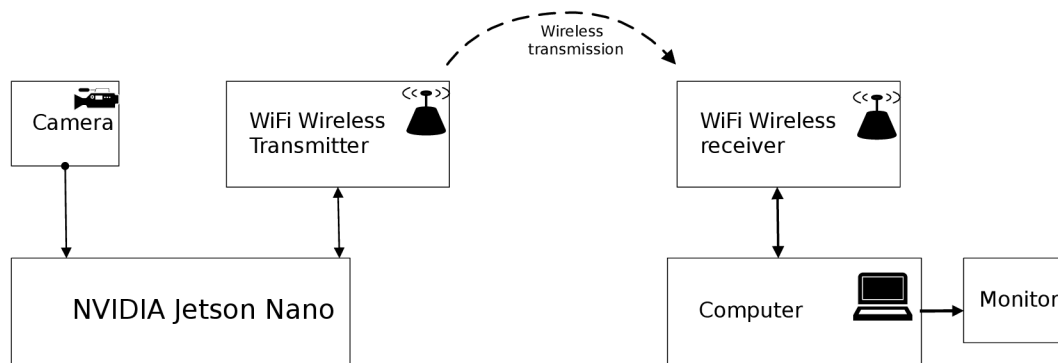 Wireless
transmission
Camera
WiFi Wireless
Transmitter
WiFi Wireless
receiver
NVIDIA Jetson Nano
Computer
Monitor